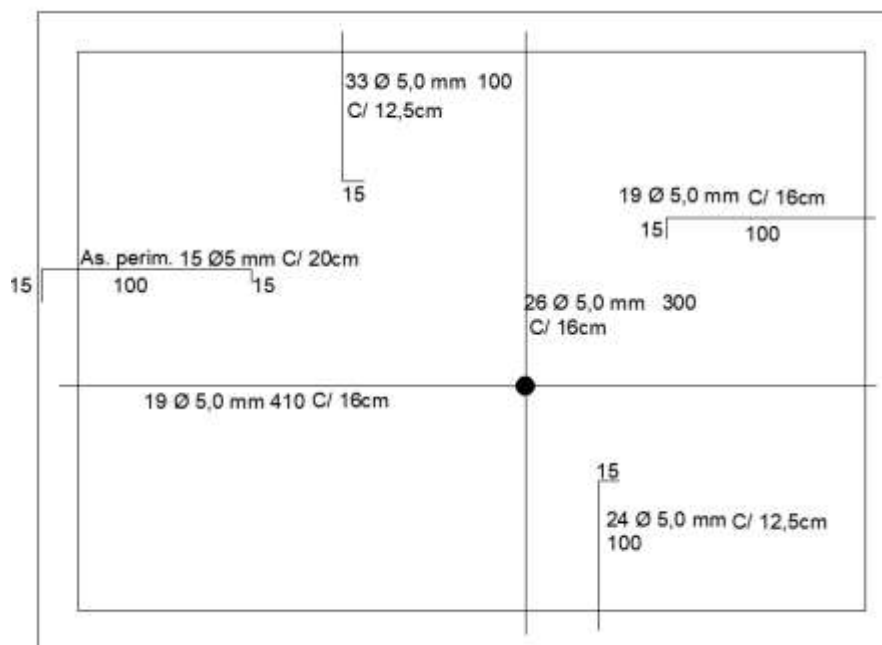 33 Ø 5,0 mm 100
C/ 12,5cm
15
19 Ø 5,0 mm C/ 16cm
15
100
As. perim. 15 Ø5 mm C/ 20cm
15
100
15
26 Ø 5,0 mm 300
C/ 16cm
19 Ø 5,0 mm 410 C/ 16cm
15
24 Ø 5,0 mm C/ 12,5cm
100